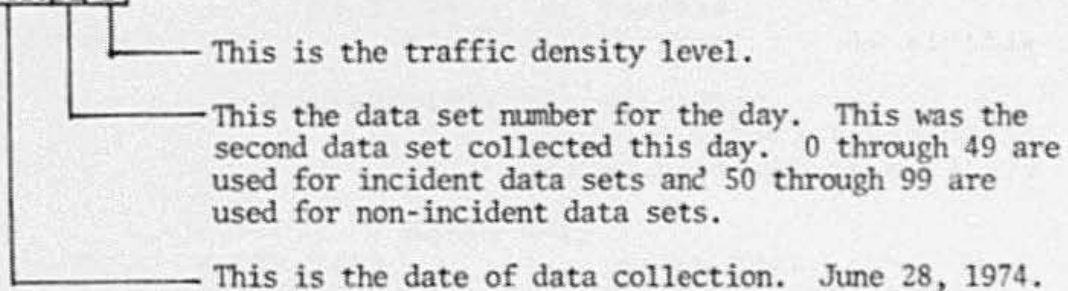 This is the traffic density level.
This the data set number for the day. This was the
second data set collected this day. 0 through 49 are
used for incident data sets and 50 through 99 are
used for non-incident data sets.
This is the date of data collection. June 28, 1974.